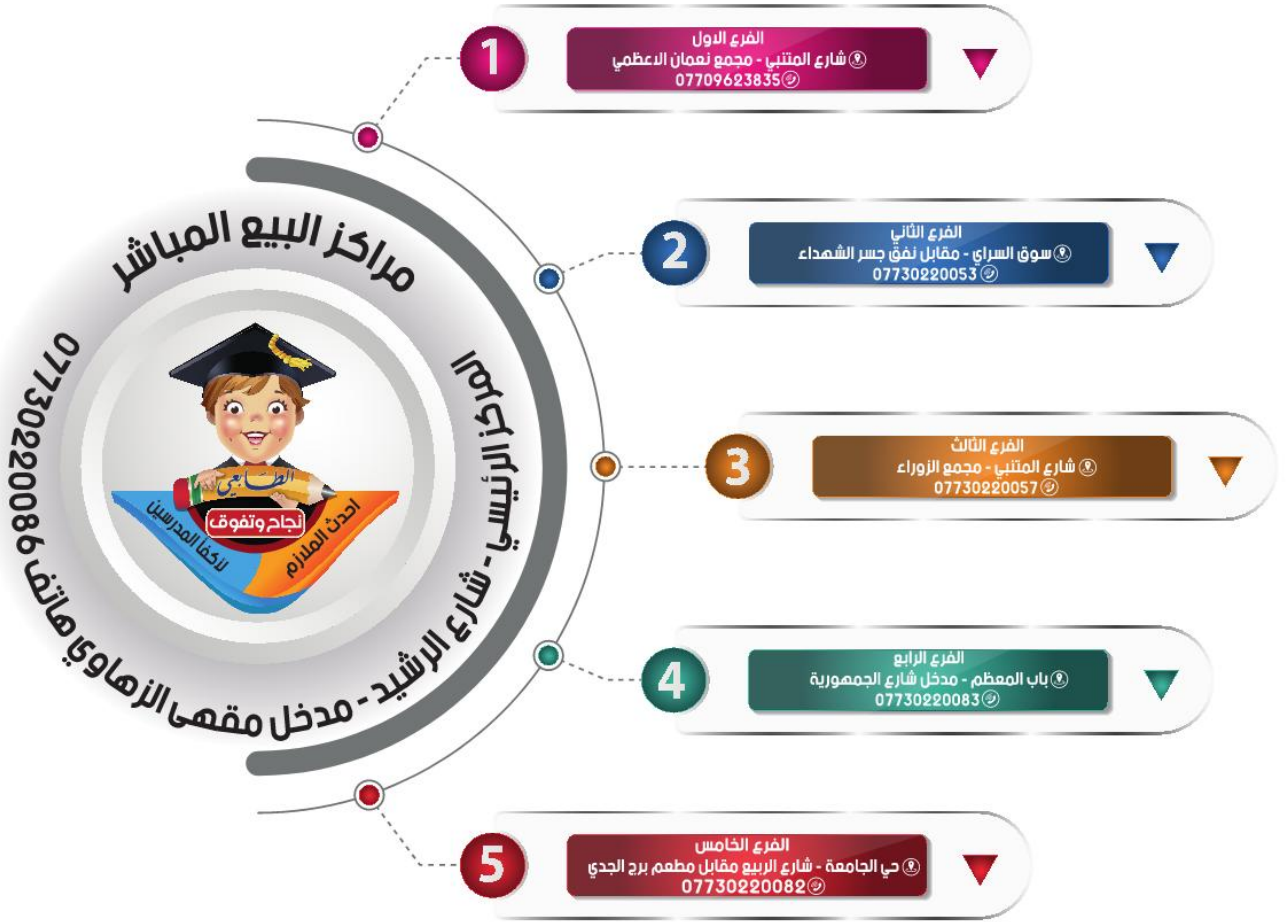 مراكز البيع المباشر
المركز الرئيسي - شارع الرشيد - مدخل مقهى الزهاوي هاتف 07730220086
الطابعي
نجاح وتفوق
احدث الملازم
لأكفأ المدرسين
1
الفرع الاول
شارع المتنبي - مجمع نعمان الاعظمي
07709623835
2
الفرع الثاني
سوق السراي - مقابل نفق جسر الشهداء
07730220053
3
الفرع الثالث
شارع المتنبي - مجمع الزوراء
07730220057
4
الفرع الرابع
باب المعظم - مدخل شارع الجمهورية
07730220083
5
الفرع الخامس
حي الجامعة - شارع الربيع مقابل مطعم برج الجدي
07730220082